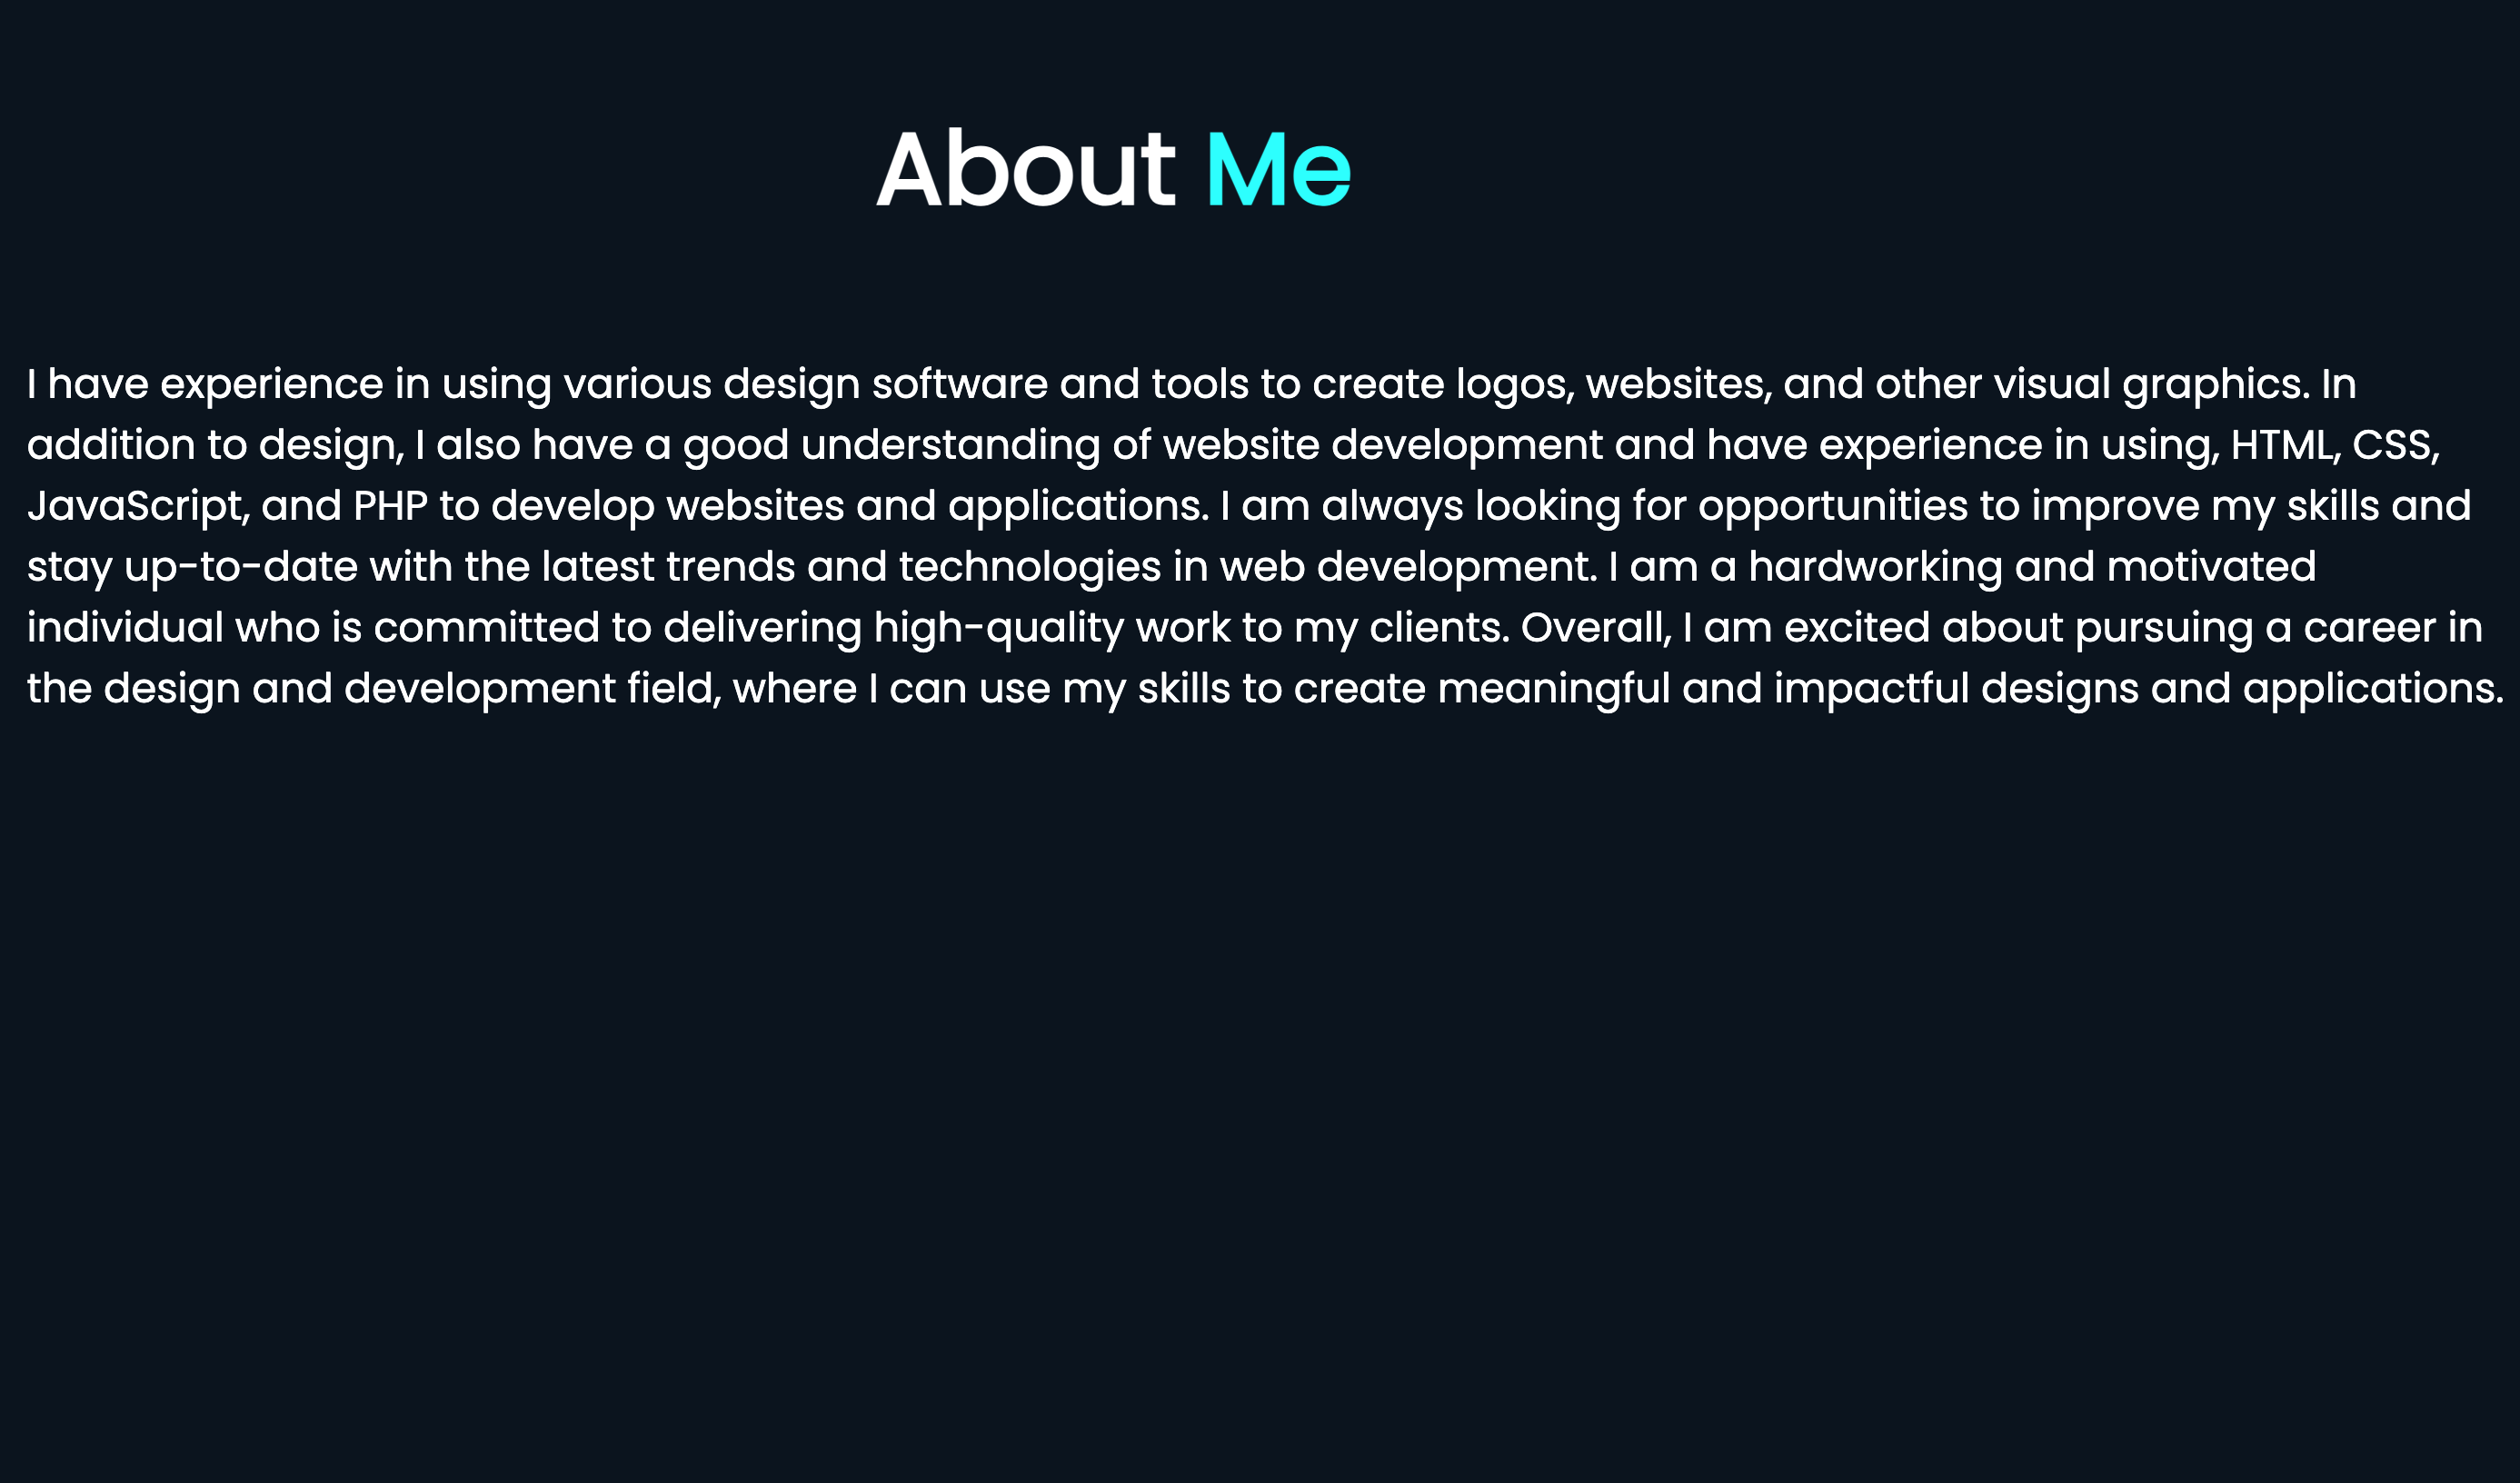 About Me
I have experience in using various design software and tools to create logos, websites, and other visual graphics. In
addition to design, I also have a good understanding of website development and have experience in using, HTML, CSS,
JavaScript, and PHP to develop websites and applications. I am always looking for opportunities to improve my skills and
stay up-to-date with the latest trends and technologies in web development. I am a hardworking and motivated
individual who is committed to delivering high-quality work to my clients. Overall, I am excited about pursuing a career in
the design and development field, where I can use my skills to create meaningful and impactful designs and applications.